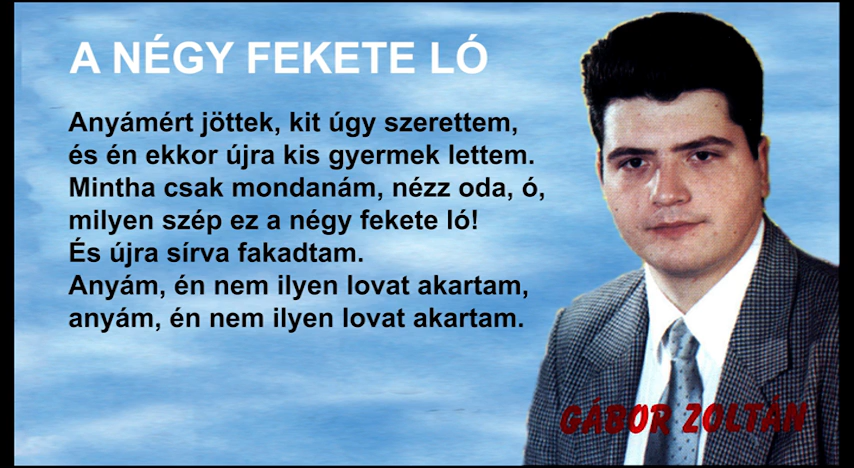 A NÉGY FEKETE LÓ
Anyámért jöttek, kit úgy szerettem,
és én ekkor újra kis gyermek lettem.
Mintha csak mondanám, nézz oda, ó,
milyen szép ez a négy fekete ló!
És újra sírva fakadtam.
Anyám, én nem ilyen lovat akartam,
anyám, én nem ilyen lovat akartam.
GÁBOR ZOLTÁN